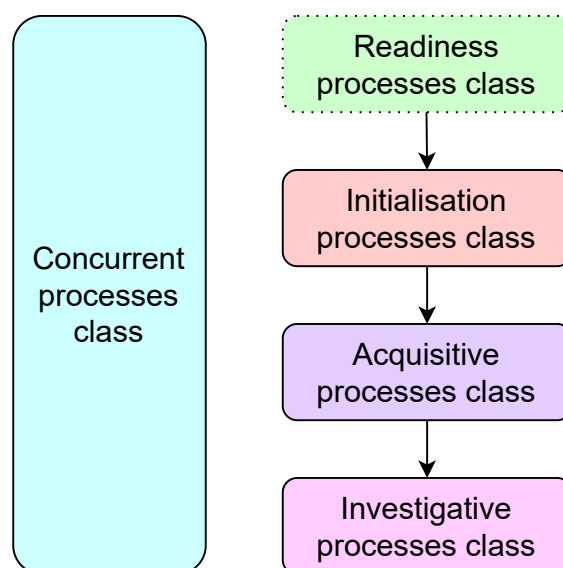 Concurrent
processes
class
Readiness
processes class
Initialisation
processes class
Acquisitive
processes class
Investigative
processes class